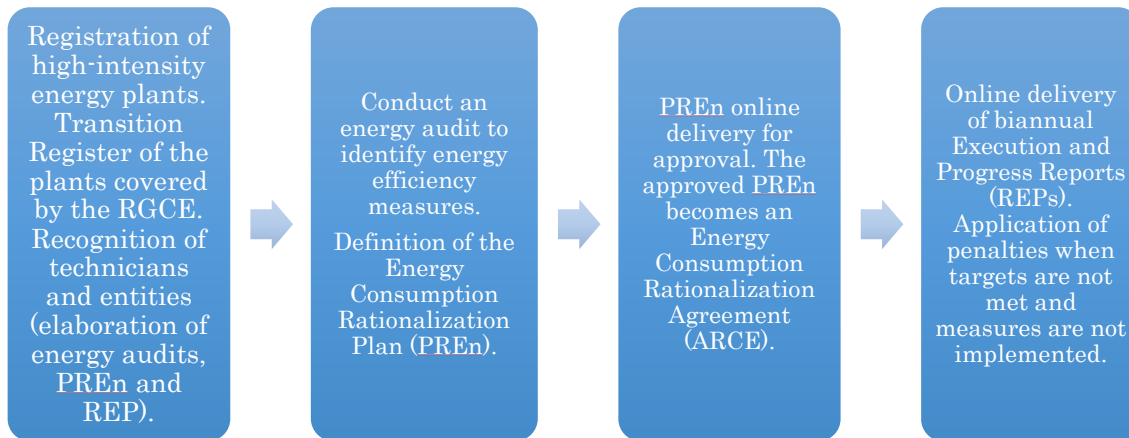 Registration of
high-intensity
energy plants.
Transition
Register of the
plants covered
by the RGCE.
Recognition of
technicians
and entities
(elaboration of
energy audits,
PREn and
REP).
Conduct an
energy audit to
identify energy
efficiency
measures.
Definition of the
Energy
Consumption
Rationalization
Plan (PREn).
PREn online
delivery for
approval. The
approved PREn
becomes an
Energy
Consumption
Rationalization
Agreement
(ARCE).
Online delivery
of biannual
Execution and
Progress Reports
(REPs).
Application of
penalties when
targets are not
met and
measures are not
implemented.